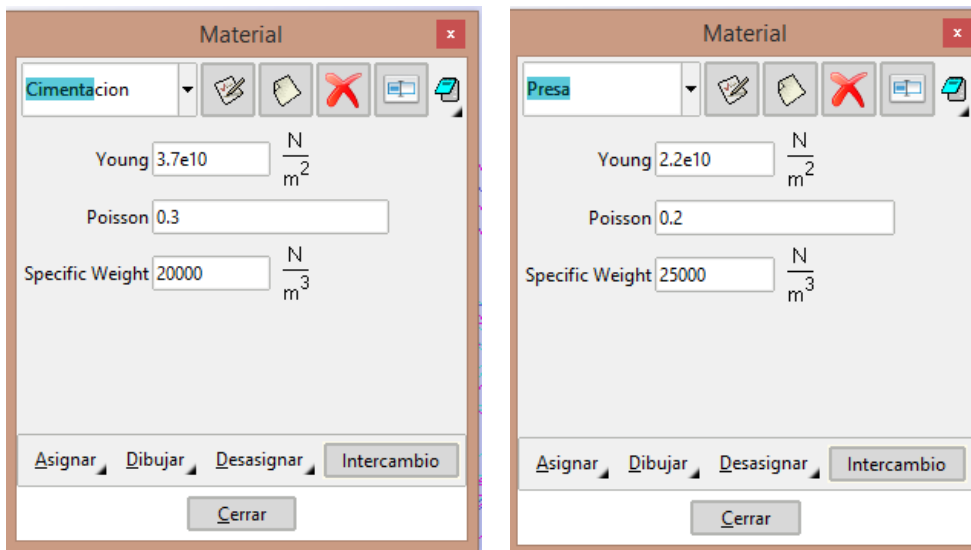 Material
x
Cimentacion
Young 3.7e10 N/m²
Poisson 0.3
Specific Weight 20000 N/m³
Asignar Dibujar Desasignar Intercambio
Cerrar
Material
x
Presa
Young 2.2e10 N/m²
Poisson 0.2
Specific Weight 25000 N/m³
Asignar Dibujar Desasignar Intercambio
Cerrar